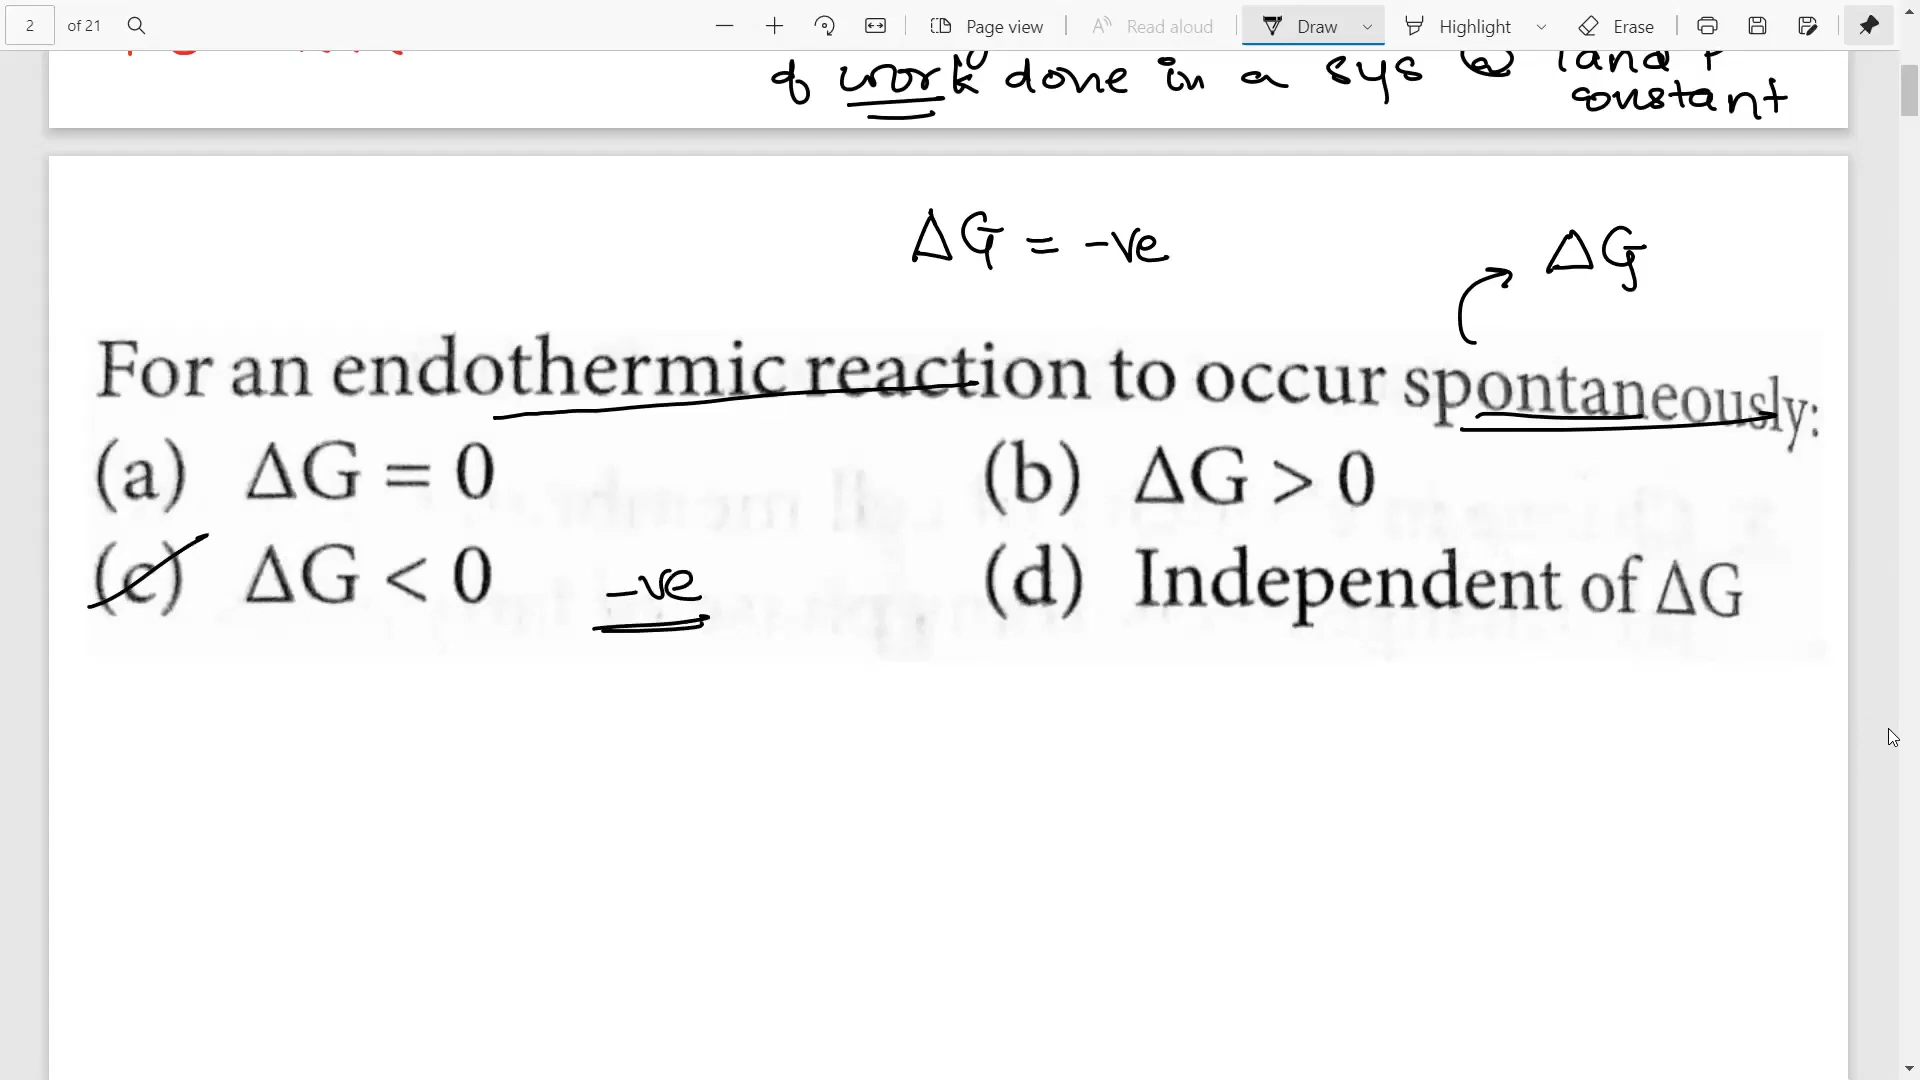 2 of 21 Page view Read aloud Draw Highlight Erase
of work done in a sys @ T and P
constant
ΔG = -ve
ΔG
For an endothermic reaction to occur spontaneously:
(a) ΔG = 0 (b) ΔG > 0
(c) ΔG < 0 -ve (d) Independent of ΔG